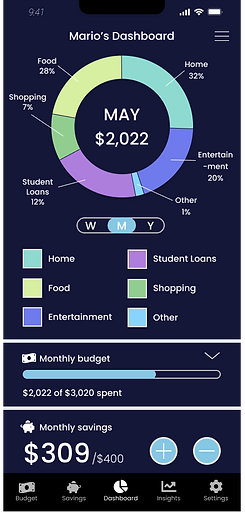 9:41
Mario's Dashboard
Food
28%
Home
32%
Shopping
7%
MAY
$2,022
Entertain
-ment
20%
Student
Loans
12%
Other
1%
W M Y
Home
Student Loans
Food
Shopping
Entertainment
Other
Monthly budget
$2,022 of $3,020 spent
Monthly savings
$309/$400
Budget Savings Dashboard Insights Settings